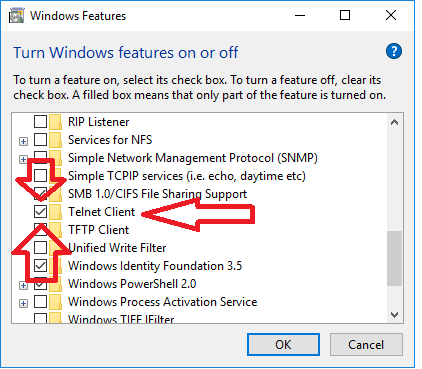 Windows Features
Turn Windows features on or off
To turn a feature on, select its check box. To turn a feature off, clear its
check box. A filled box means that only part of the feature is turned on.
RIP Listener
Services for NFS
Simple Network Management Protocol (SNMP)
Simple TCPIP services (i.e. echo, daytime etc)
SMB 1.0/CIFS File Sharing Support
Telnet Client
TFTP Client
Unified Write Filter
Windows Identity Foundation 3.5
Windows PowerShell 2.0
Windows Process Activation Service
Windows TIFF IFilter
OK
Cancel